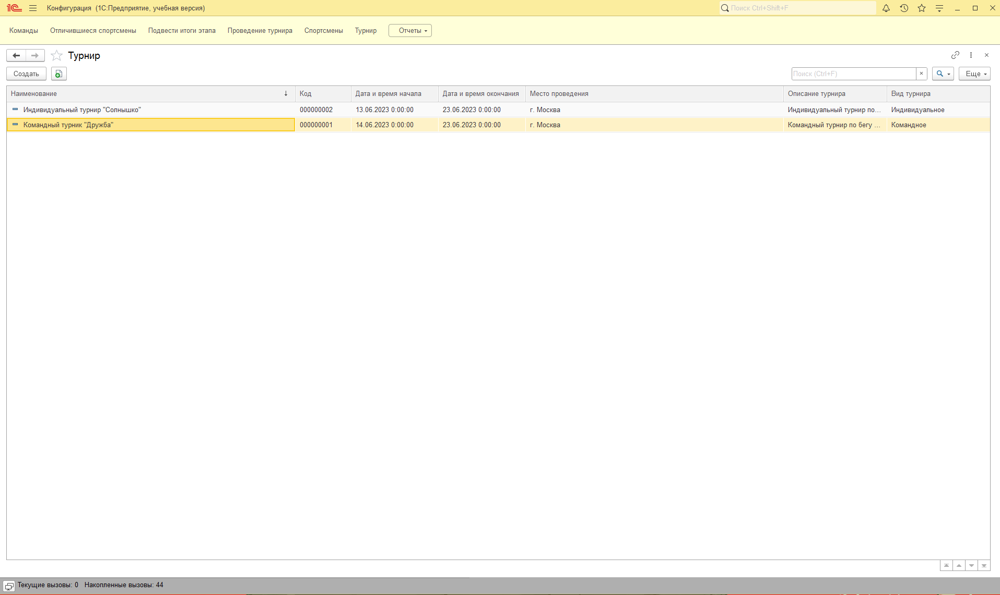 1С Конфигурация (1С:Предприятие, учебная версия) Поиск Ctrl+Shift+F
Команды Отличившиеся спортсмены Подвести итоги этапа Проведение турнира Спортсмены Турнир Отчеты
Турнир
Создать Поиск (Ctrl+F) × Еще
Наименование ↓ Код Дата и время начала Дата и время окончания Место проведения Описание турнира Вид турнира
Индивидуальный турнир "Солнышко" 000000002 13.06.2023 0:00:00 23.06.2023 0:00:00 г. Москва Индивидуальный турнир по... Индивидуальное
Командный турник "Дружба" 000000001 14.06.2023 0:00:00 23.06.2023 0:00:00 г. Москва Командный турнир по бегу ... Командное
Текущие вызовы: 0 Накопленные вызовы: 44